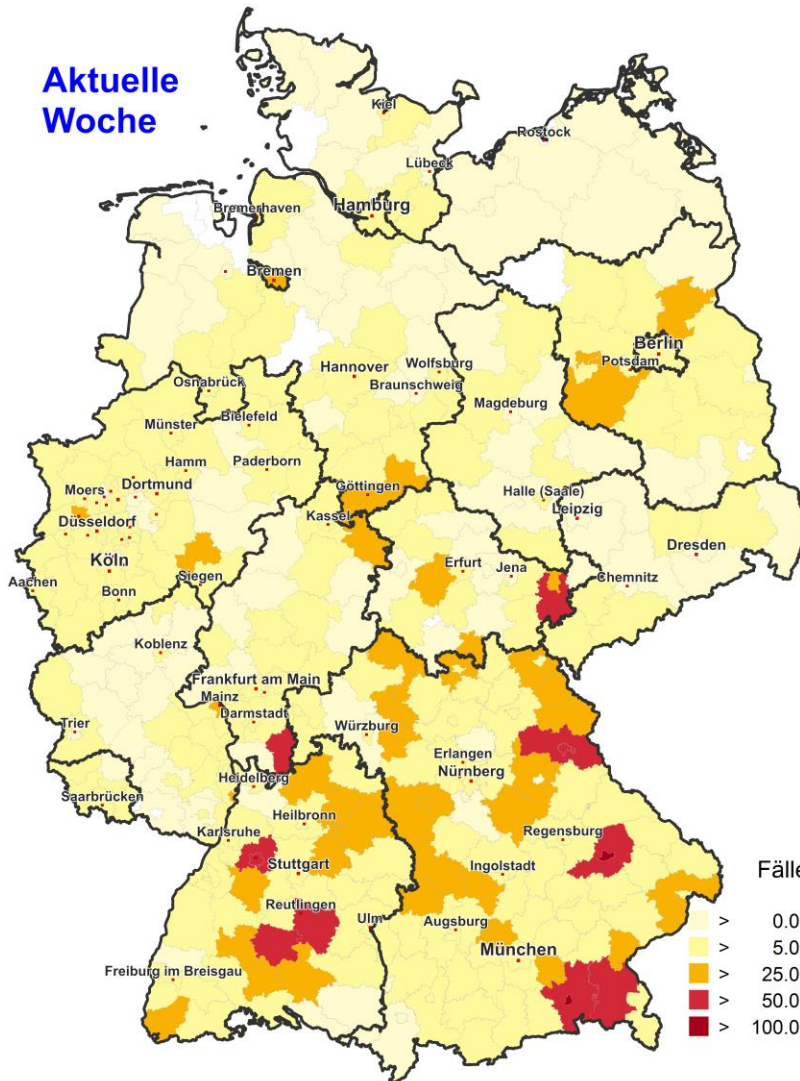 Aktuelle
Woche
Kiel
Rostock
Lübeck
Bremerhaven
Hamburg
Bremen
Berlin
Potsdam
Hannover
Wolfsburg
Braunschweig
Osnabrück
Magdeburg
Münster
Bielefeld
Hamm
Paderborn
Moers
Dortmund
Göttingen
Halle (Saale)
Leipzig
Düsseldorf
Kassel
Dresden
Köln
Erfurt
Jena
Siegen
Chemnitz
Aachen
Bonn
Koblenz
Frankfurt am Main
Mainz
Darmstadt
Würzburg
Trier
Erlangen
Nürnberg
Heidelberg
Saarbrücken
Heilbronn
Karlsruhe
Regensburg
Stuttgart
Ingolstadt
Fälle
Reutlingen
Ulm
Augsburg
> 0.0
> 5.0
München
Freiburg im Breisgau
> 25.0
> 50.0
> 100.0